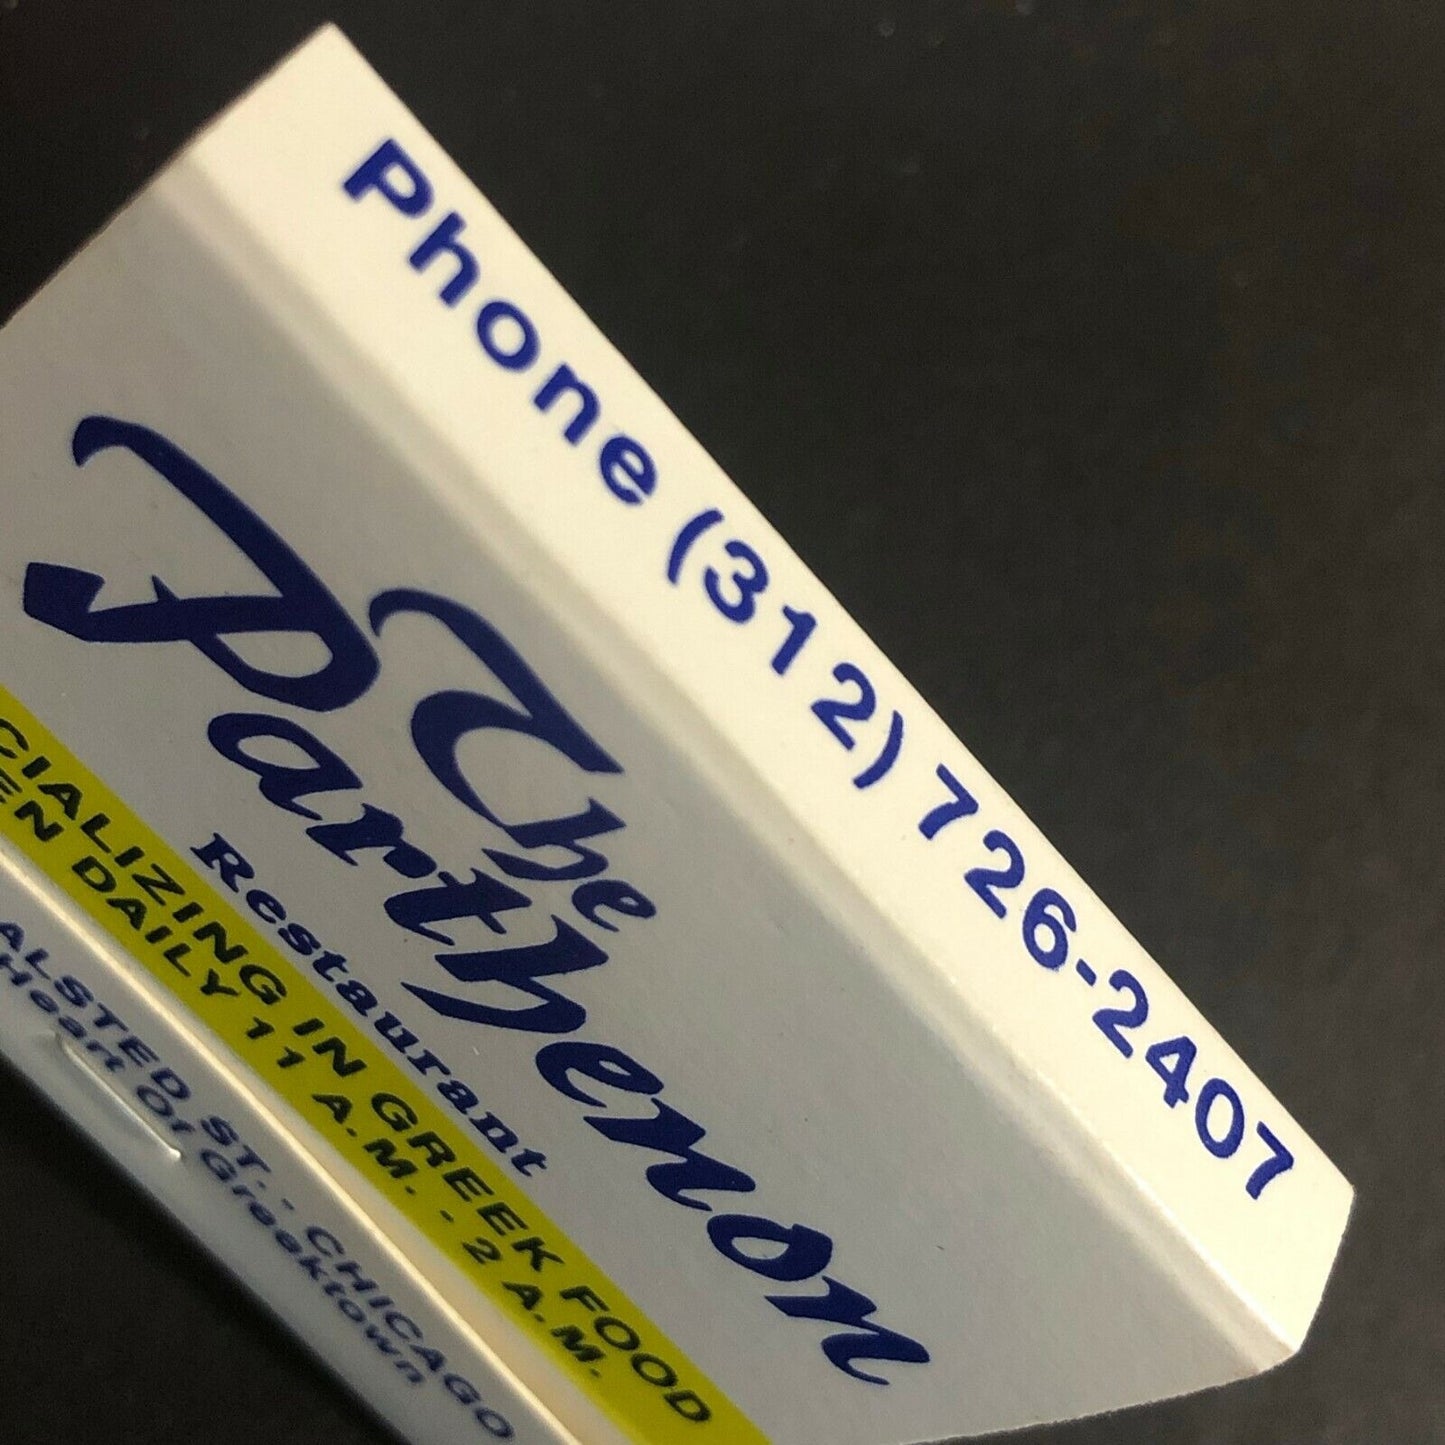 Phone (312) 726-2407
The
Parthenon
Restaurant
CIALIZING IN GREEK FOOD
EN DAILY 11 A.M. - 2 A.M.
ALSTED ST. - CHICAGO
Heart Of Greektown